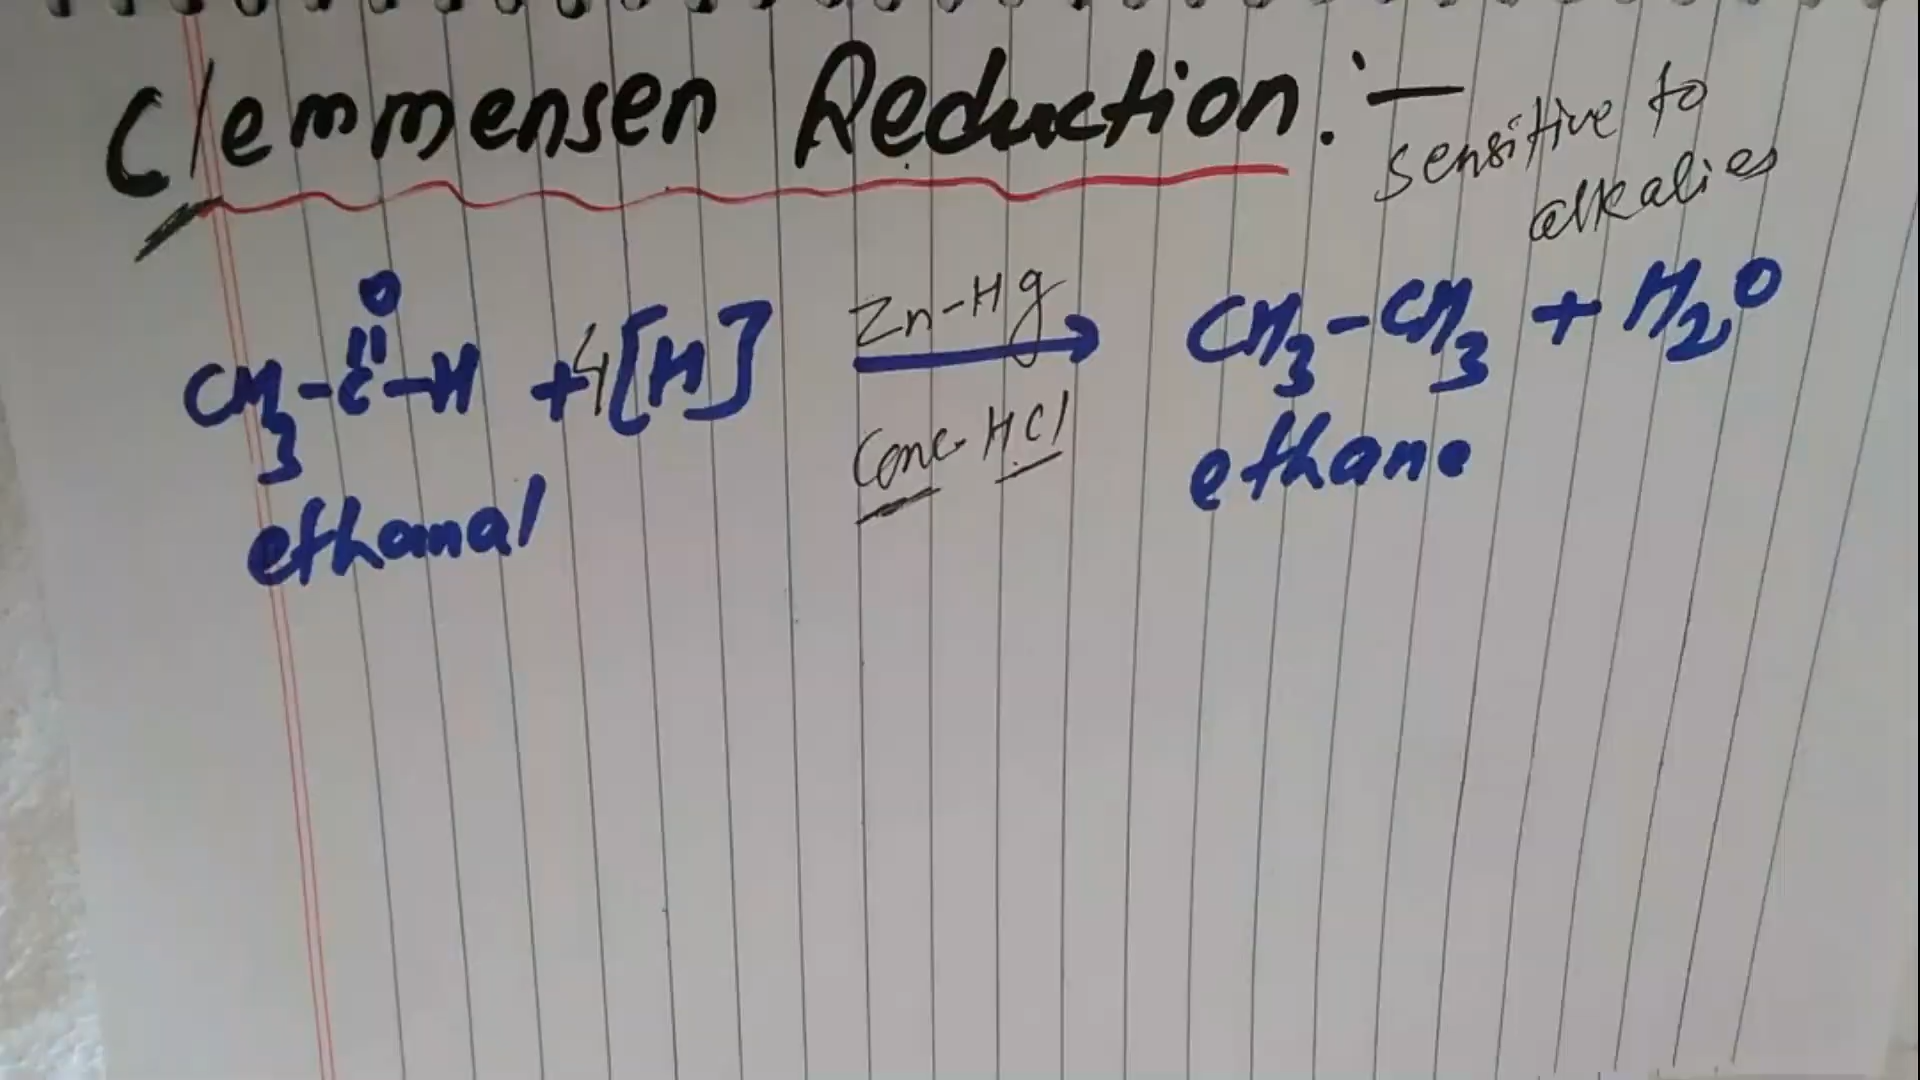 Clemmensen Reduction:-
sensitive to
alkalies
O
||
CH3-C-H + 4[H] Zn-Hg → CH3-CH3 + H2O
Conc. HCl
ethanal ethane